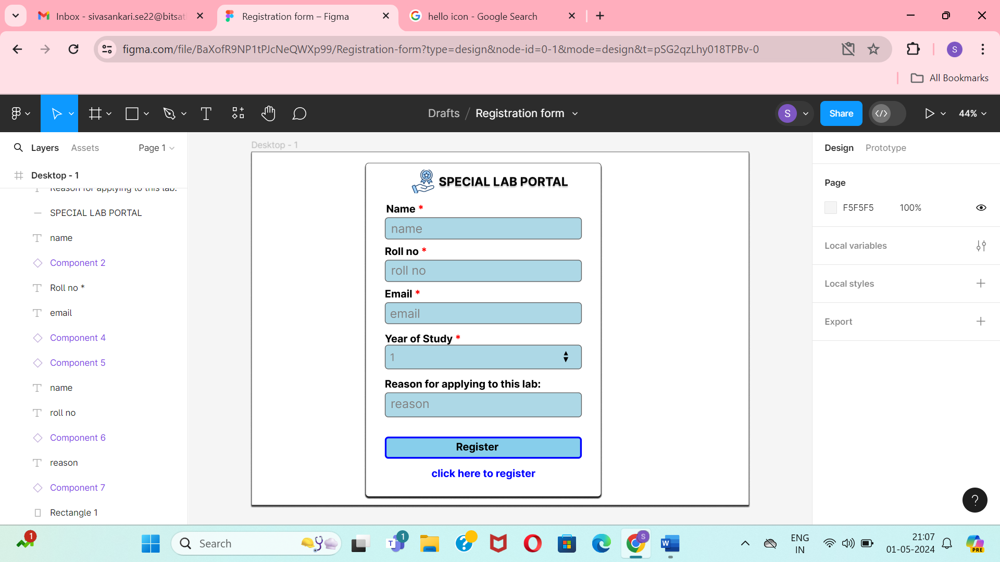 Inbox - sivasankari.se22@bitsat
Registration form – Figma
hello icon - Google Search
figma.com/file/BaXofR9NP1tPJcNeQWXp99/Registration-form?type=design&node-id=0-1&mode=design&t=pSG2qzLhy018TPBv-0
S
All Bookmarks
Drafts / Registration form
S
Share
44%
Layers
Assets
Page 1
Desktop - 1
Reason for applying to this lab:
SPECIAL LAB PORTAL
name
Component 2
Roll no *
email
Component 4
Component 5
name
roll no
Component 6
reason
Component 7
Rectangle 1
Desktop - 1
SPECIAL LAB PORTAL
Name *
name
Roll no *
roll no
Email *
email
Year of Study *
1
Reason for applying to this lab:
reason
Register
click here to register
Design
Prototype
Page
F5F5F5
100%
Local variables
Local styles
Export
?
1
Search
1
T
?
S
W
ENG
IN
21:07
01-05-2024
PRE